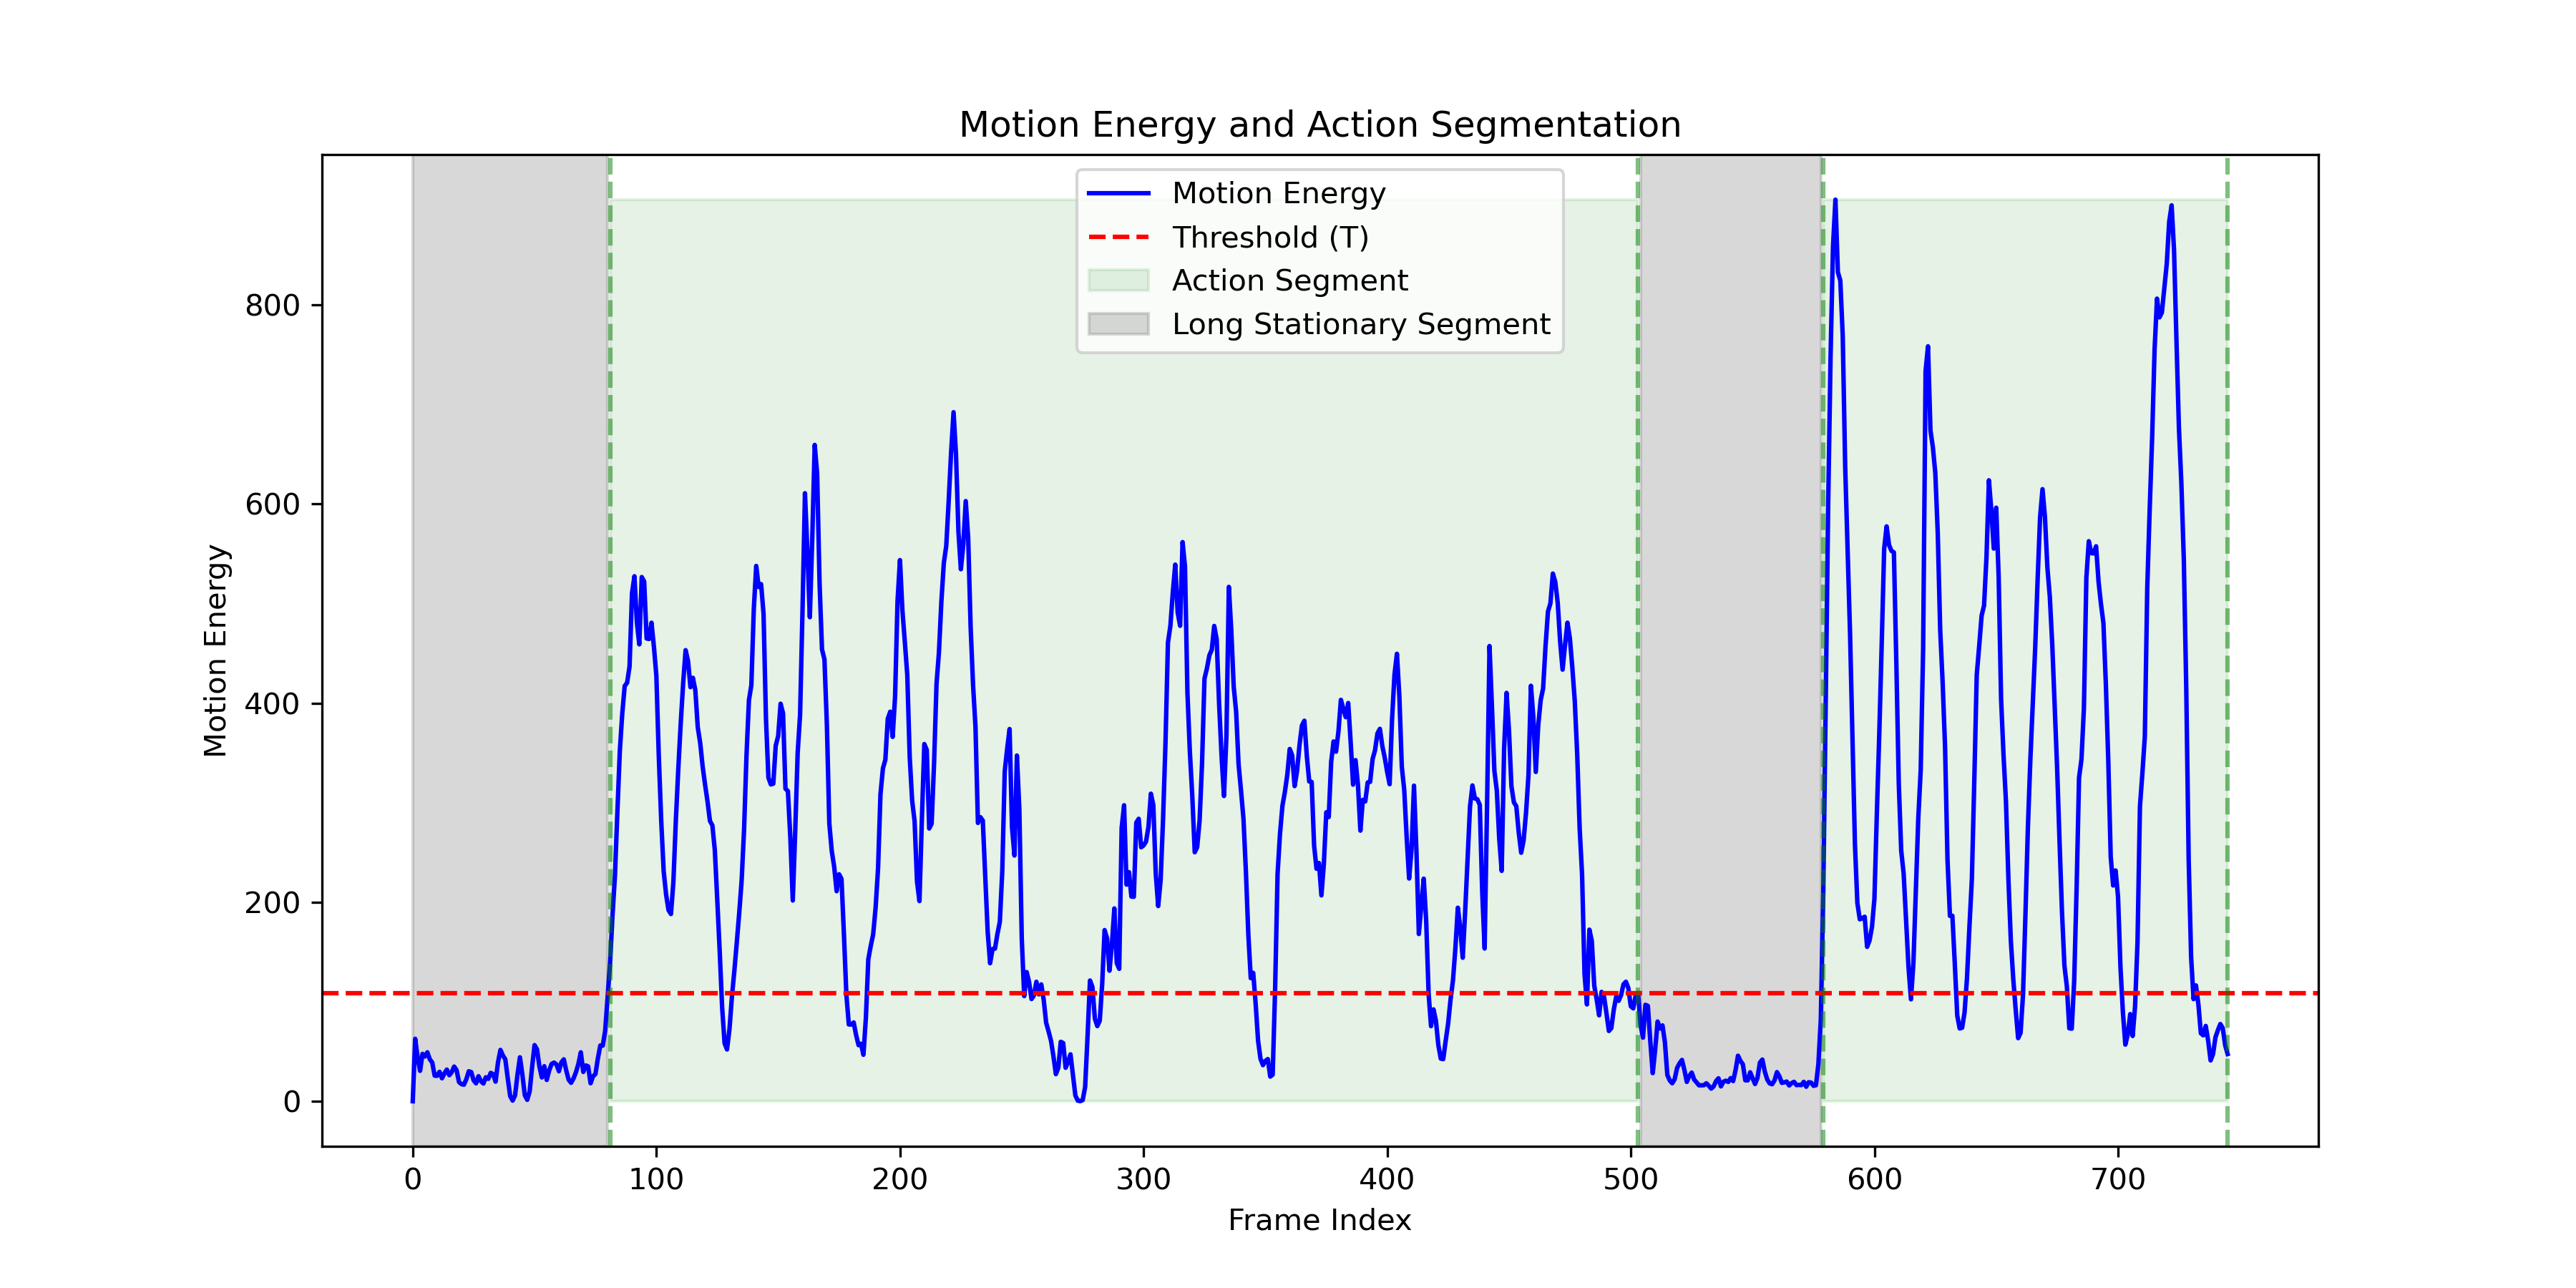 Motion Energy and Action Segmentation
Motion Energy
Threshold (T)
Action Segment
Long Stationary Segment
Motion Energy
800
600
400
200
0
0 100 200 300 400 500 600 700
Frame Index